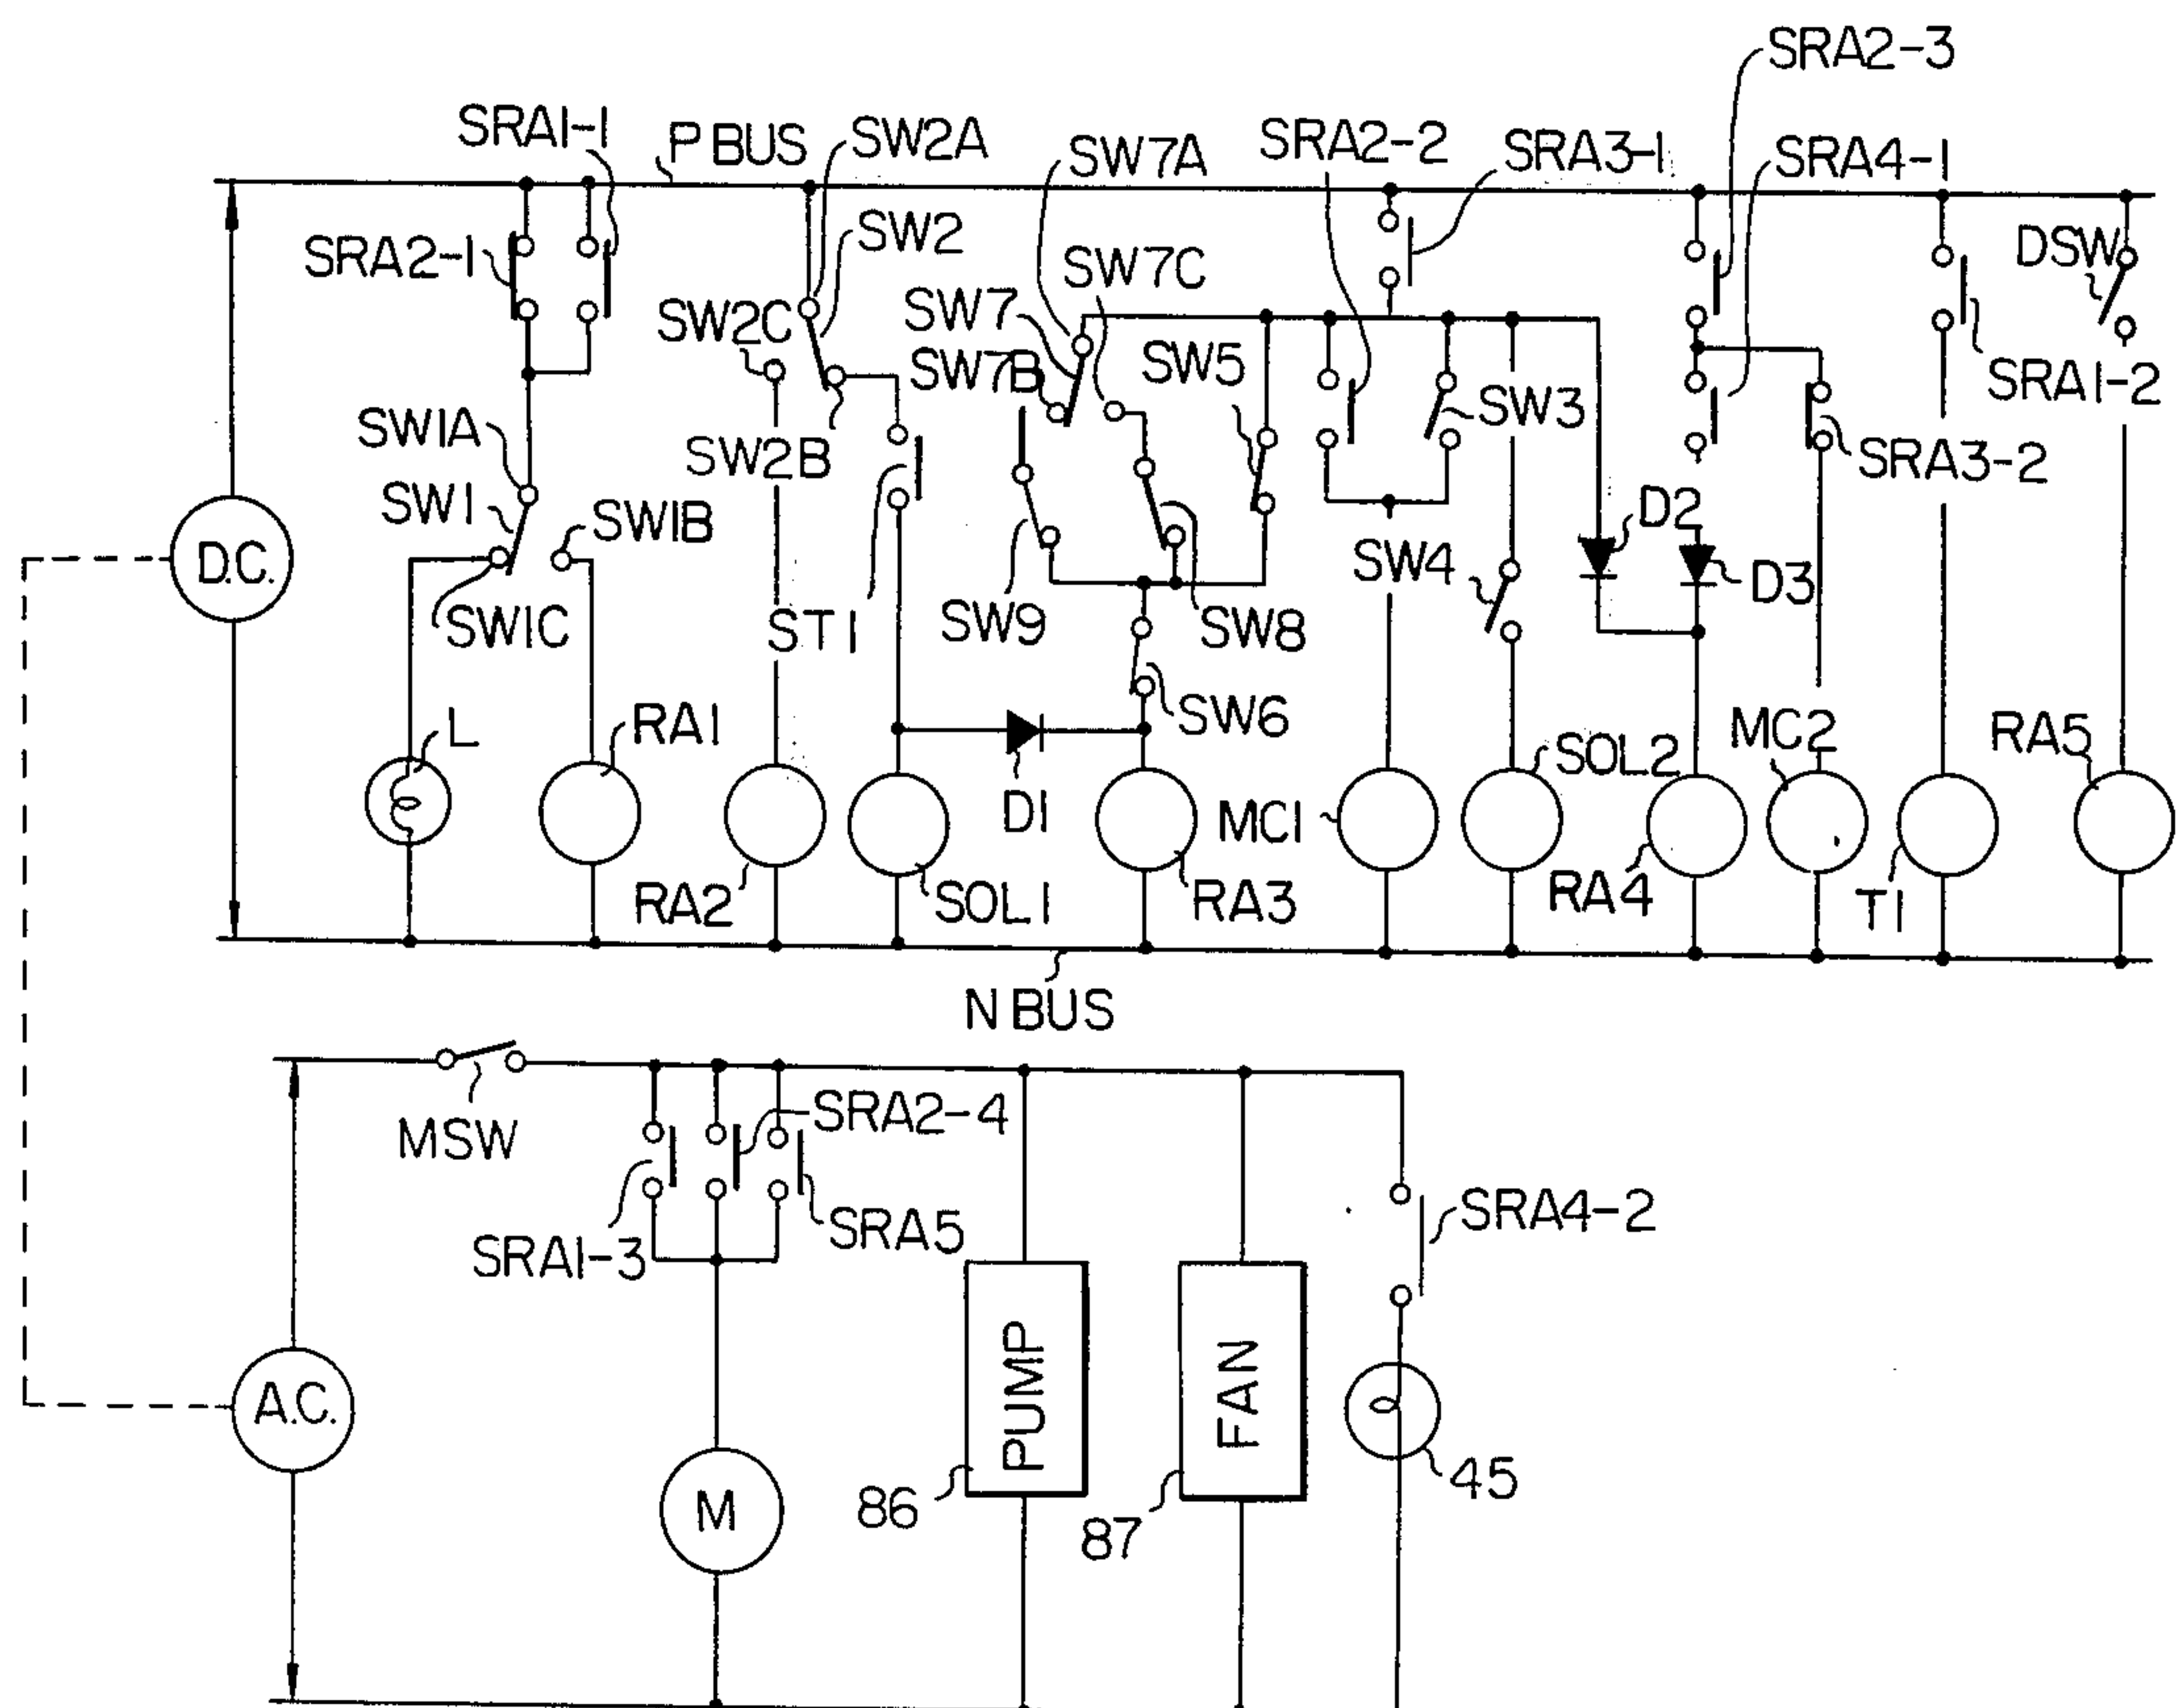 SRA2-3
SRA1-1
P BUS
SW2A
SW7A
SRA2-2
SRA3-1
SRA4-1
SRA2-1
SW2
SW7C
DSW
SW2C
SW7
SW7B
SW5
SW3
SRA1-2
SW1A
SW2B
SRA3-2
SW1
SW1B
D2
D.C.
SW4
D3
SW1C
ST1
SW9
SW8
SW6
L
RA1
SOL2
MC2
RA5
D1
MC1
RA2
SOL1
RA3
RA4
T1
N BUS
MSW
SRA2-4
SRA1-3
SRA5
SRA4-2
A.C.
PUMP
FAN
M
86
87
45